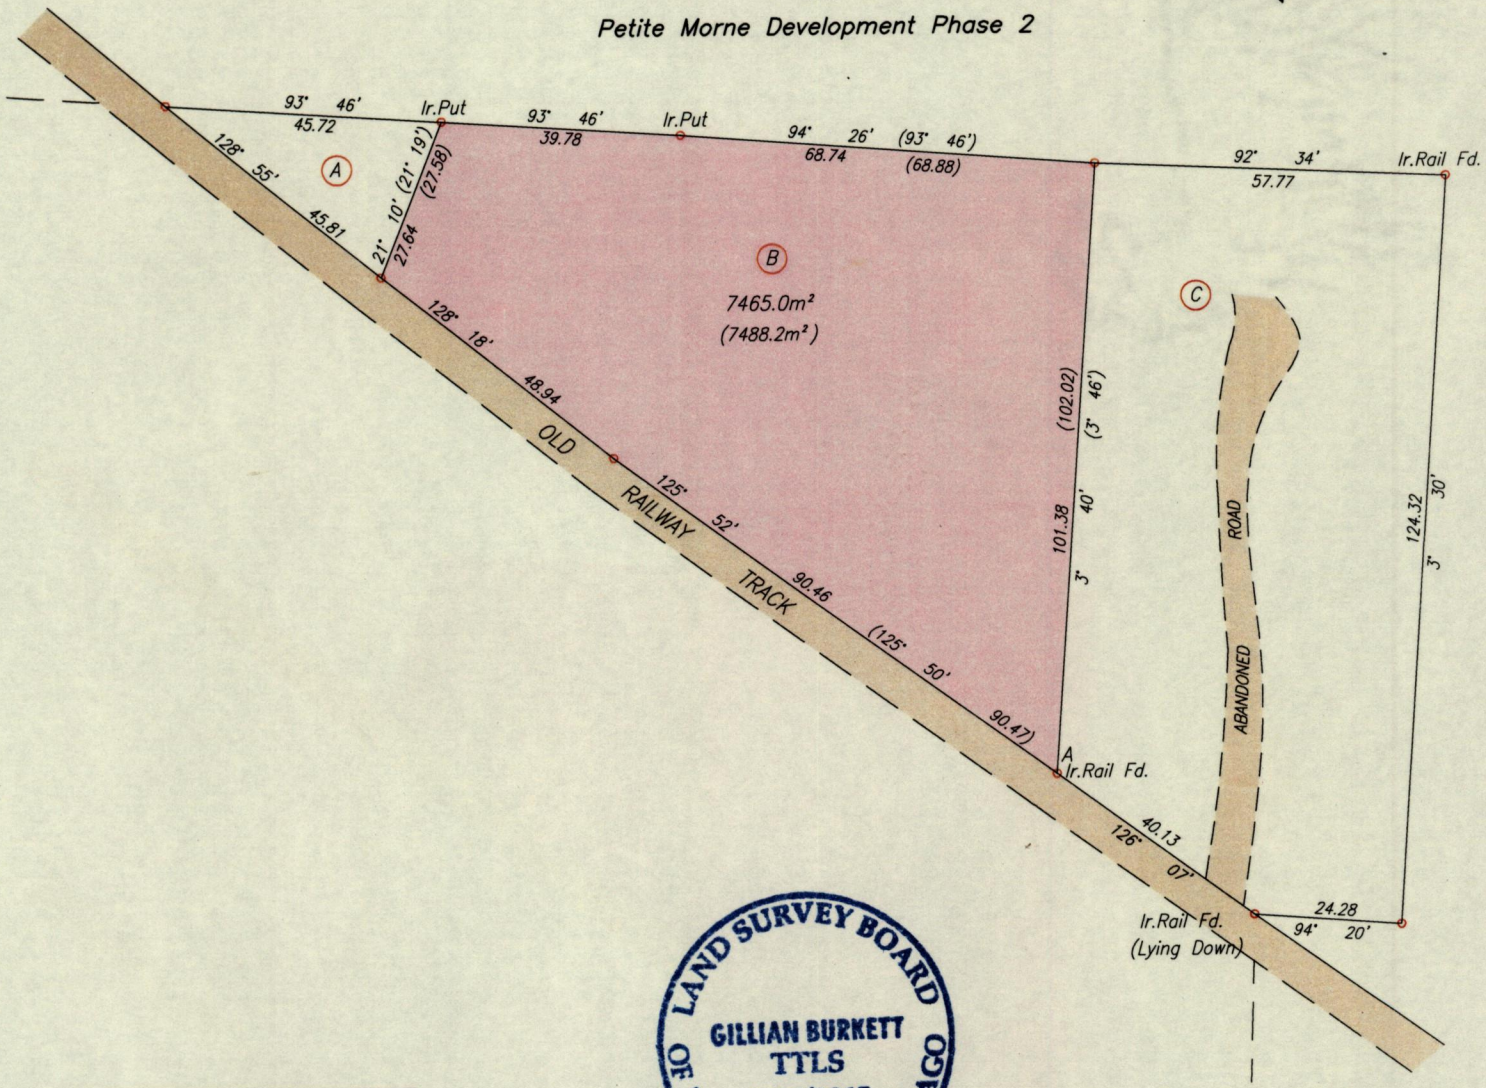 Petite Morne Development Phase 2
93° 46'
45.72
Ir.Put
93° 46'
39.78
Ir.Put
94° 26' (93° 46')
68.74 (68.88)
92° 34'
57.77
Ir.Rail Fd.
128° 55'
45.81
A
21° 10' (21° 19')
27.64 (27.58)
B
7465.0m²
(7488.2m²)
C
128° 18'
48.94
OLD RAILWAY TRACK
125° 52'
90.46
(125° 50'
90.47)
101.38 (102.02)
3° 40' (3° 46')
ABANDONED ROAD
124.32
3° 30'
A
Ir.Rail Fd.
40.13
126° 07'
Ir.Rail Fd.
(Lying Down)
24.28
94° 20'
OF LAND SURVEY BOARD
GILLIAN BURKETT
TTLS